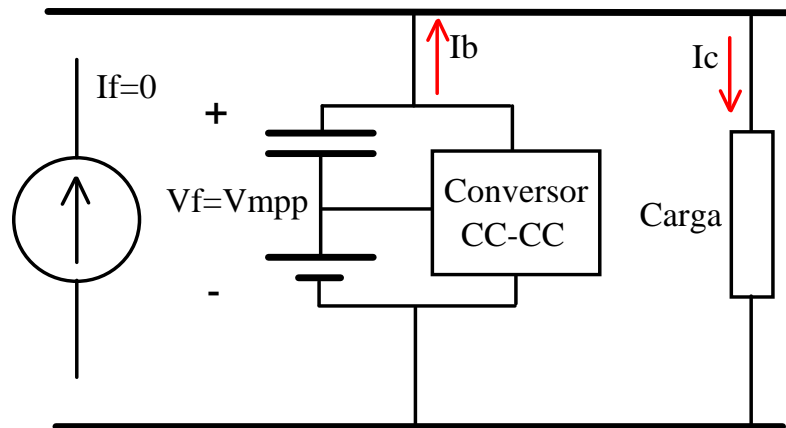 Ib
Ic
If=0
+
Vf=Vmpp
Conversor
CC-CC
Carga
-